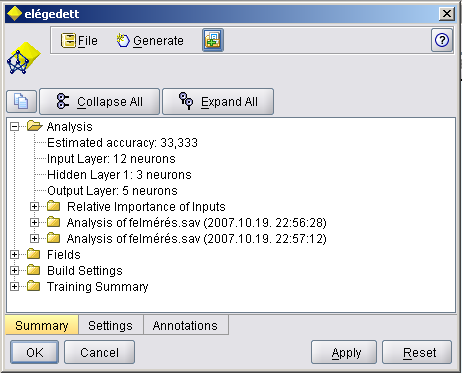 elégedett
File Generate
Collapse All Expand All
Analysis
Estimated accuracy: 33,333
Input Layer: 12 neurons
Hidden Layer 1: 3 neurons
Output Layer: 5 neurons
Relative Importance of Inputs
Analysis of felmérés.sav (2007.10.19. 22:56:28)
Analysis of felmérés.sav (2007.10.19. 22:57:12)
Fields
Build Settings
Training Summary
Summary Settings Annotations
OK Cancel Apply Reset